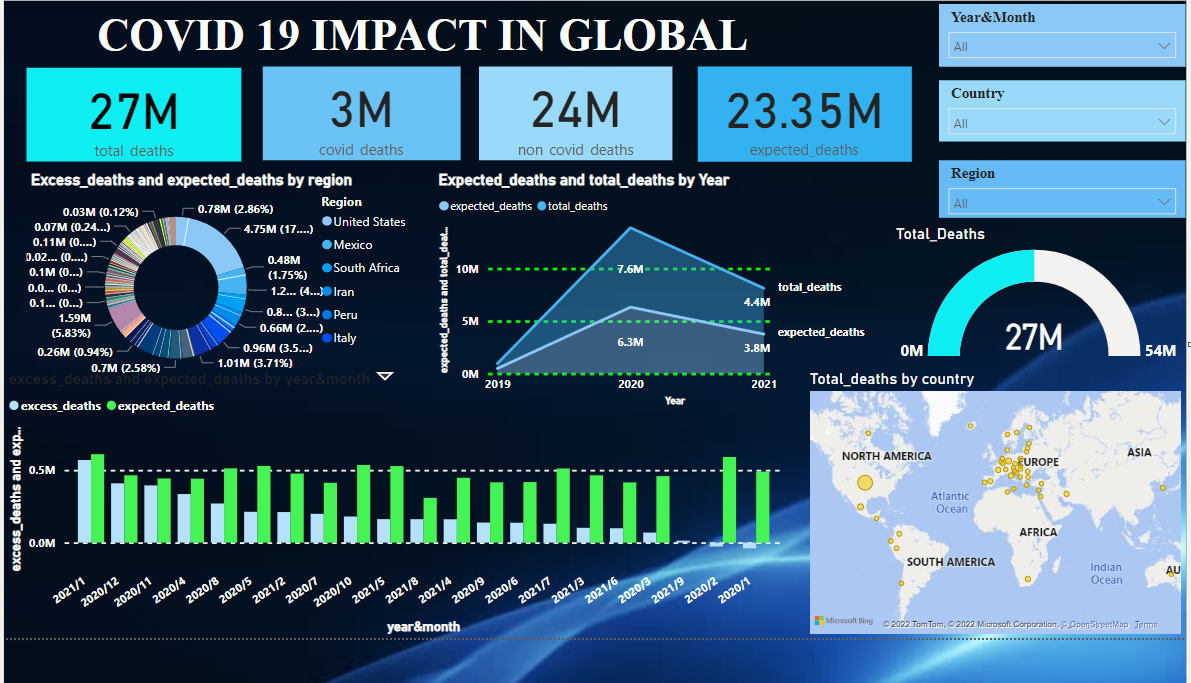 COVID 19 IMPACT IN GLOBAL
27M
total deaths
3M
covid deaths
24M
non covid deaths
23.35M
expected_deaths
Year&Month
All
Country
All
Region
All
Excess_deaths and expected_deaths by region
0.03M (0.12%)
0.07M (0.24...)
0.11M (0....)
0.02... (0....)
0.1M (0...)
0.0... (0...)
0.1... (0...)
1.59M
(5.83%)
0.26M (0.94%)
0.7M (2.58%)
0.78M (2.86%)
4.75M (17....)
0.48M
(1.75%)
1.2... (4...)
0.8... (3...)
0.66M (2....)
0.96M (3.5...)
1.01M (3.71%)
Region
United States
Mexico
South Africa
Iran
Peru
Italy
Expected_deaths and total_deaths by Year
expected_deaths total_deaths
expected_deaths and total_deat...
10M
5M
0M
7.6M
6.3M
4.4M
3.8M
total_deaths
expected_deaths
2019 2020 2021
Year
Total_Deaths
27M
0M
54M
excess_deaths and expected_deaths by year&month
excess_deaths expected_deaths
excess_deaths and exp...
0.5M
0.0M
2021/1 2020/12 2020/11 2020/4 2020/8 2020/5 2021/2 2020/7 2020/10 2021/5 2021/8 2021/4 2020/9 2020/6 2021/7 2021/3 2021/6 2020/3 2021/9 2020/2 2020/1
year&month
Total_deaths by country
NORTH AMERICA
EUROPE
ASIA
Atlantic
Ocean
AFRICA
SOUTH AMERICA
Indian
Ocean
AU
Microsoft Bing
© 2022 TomTom, © 2022 Microsoft Corporation, © OpenStreetMap Terms